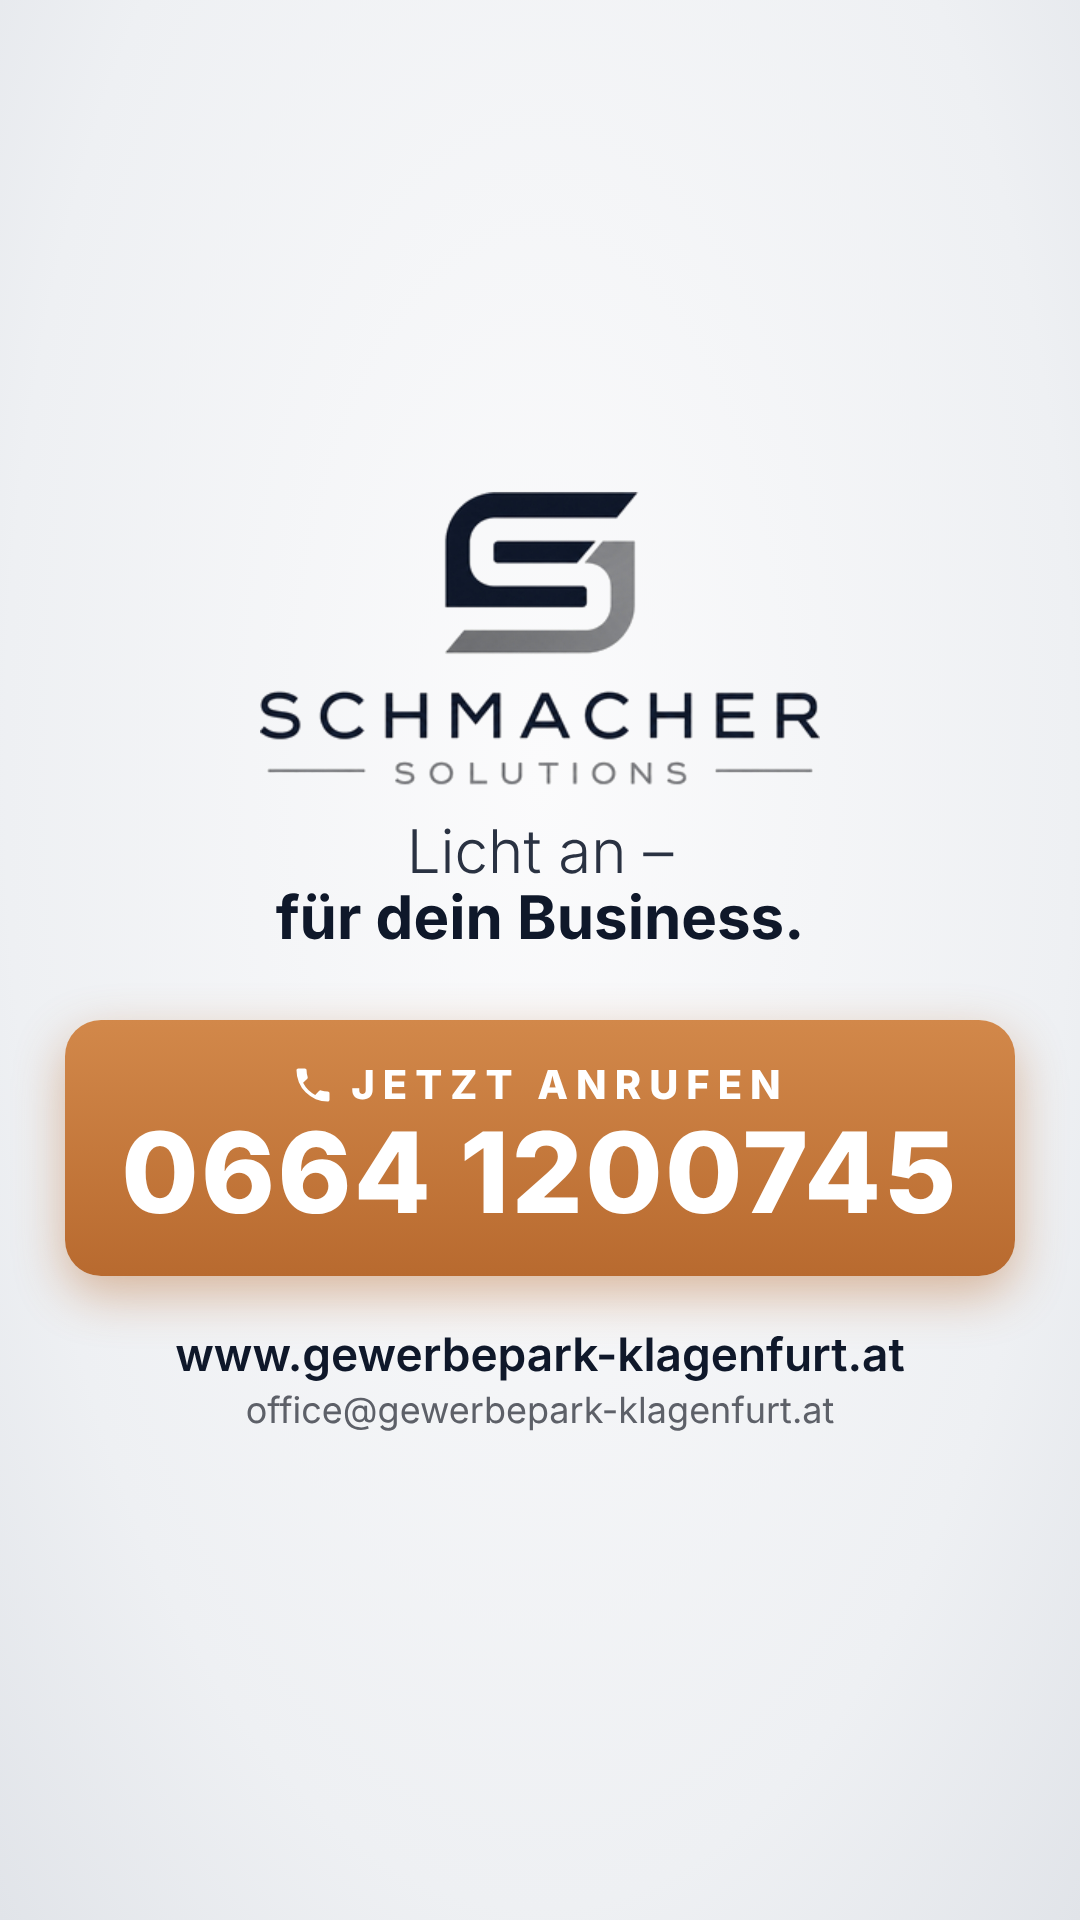 SCHMACHER
SOLUTIONS
Licht an –
für dein Business.
JETZT ANRUFEN
0664 1200745
www.gewerbepark-klagenfurt.at
office@gewerbepark-klagenfurt.at